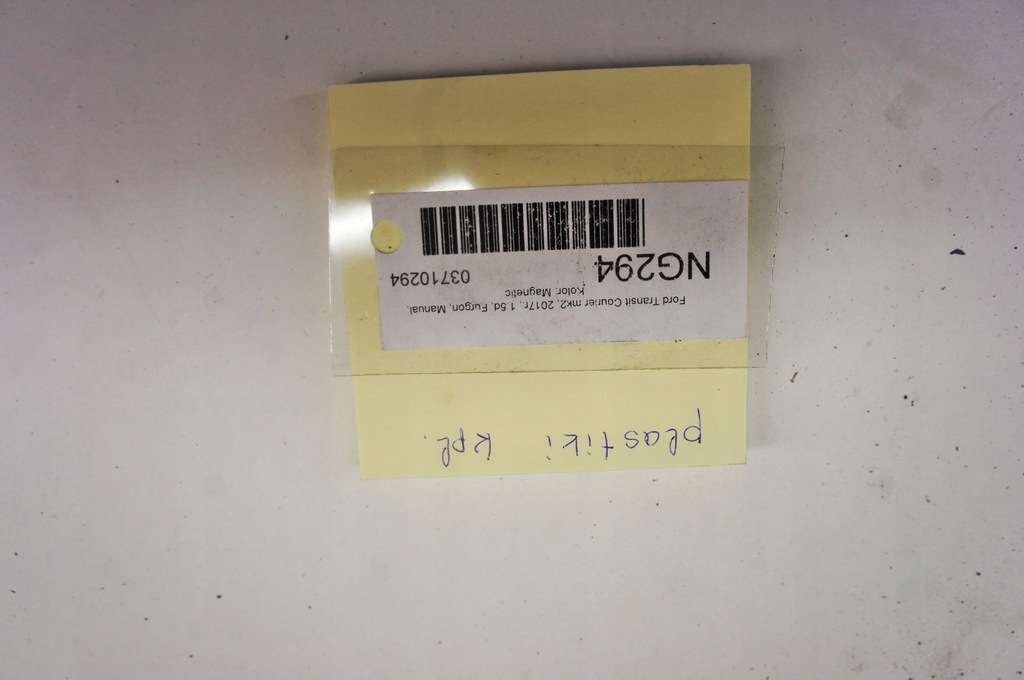 plastiki kpl.
Ford Transit Courier mk2, 2017r., 1.5d, Furgon, Manual,
Kolor: Magnetic
NG294 03710294